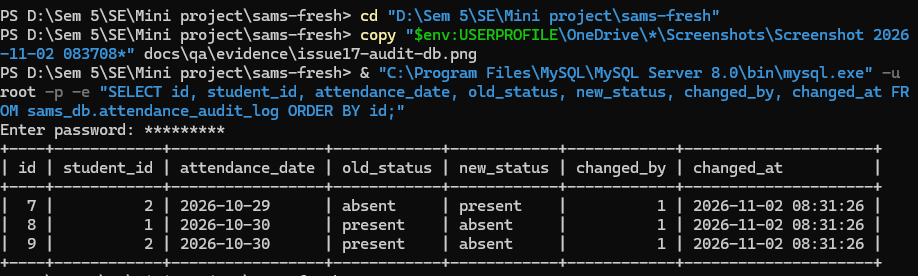 PS D:\Sem 5\SE\Mini project\sams-fresh> cd "D:\Sem 5\SE\Mini project\sams-fresh"
PS D:\Sem 5\SE\Mini project\sams-fresh> copy "$env:USERPROFILE\OneDrive\*\Screenshots\Screenshot 2026
-11-02 083708*" docs\qa\evidence\issue17-audit-db.png
PS D:\Sem 5\SE\Mini project\sams-fresh> & "C:\Program Files\MySQL\MySQL Server 8.0\bin\mysql.exe" -u
root -p -e "SELECT id, student_id, attendance_date, old_status, new_status, changed_by, changed_at FR
OM sams_db.attendance_audit_log ORDER BY id;"
Enter password: *********
+----+------------+-----------------+------------+------------+------------+---------------------+
| id | student_id | attendance_date | old_status | new_status | changed_by | changed_at          |
+----+------------+-----------------+------------+------------+------------+---------------------+
|  7 |          2 | 2026-10-29      | absent     | present    |          1 | 2026-11-02 08:31:26 |
|  8 |          1 | 2026-10-30      | present    | absent     |          1 | 2026-11-02 08:31:26 |
|  9 |          2 | 2026-10-30      | present    | absent     |          1 | 2026-11-02 08:31:26 |
+----+------------+-----------------+------------+------------+------------+---------------------+